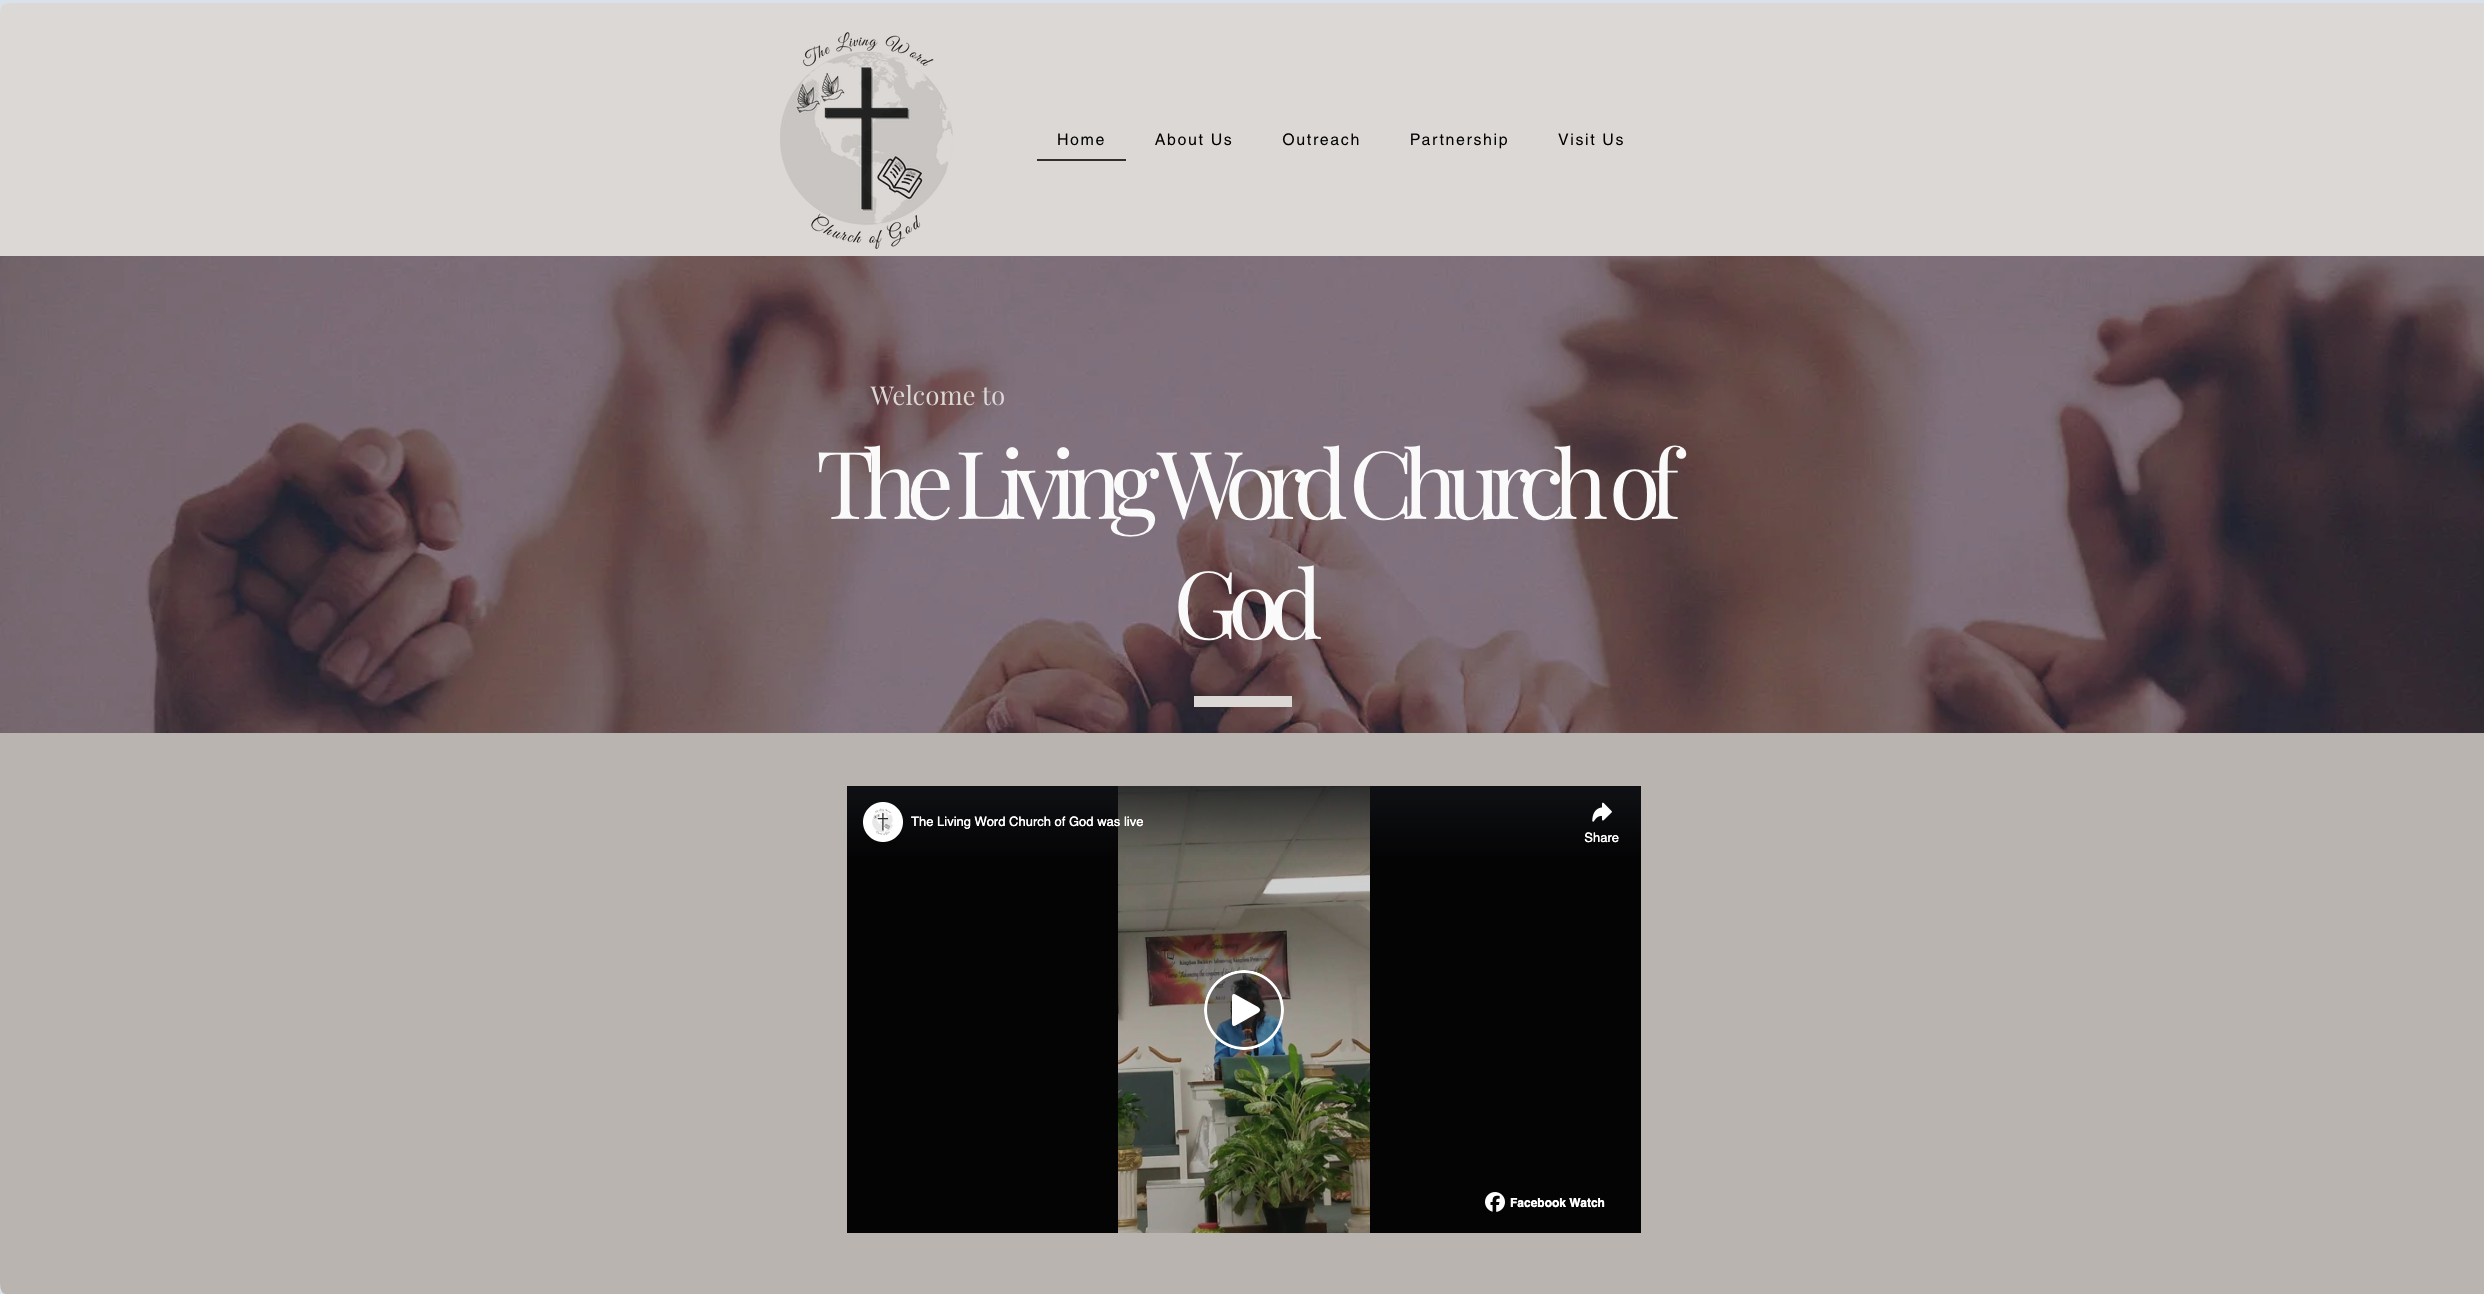 The Living Word
Church of God
Home
About Us
Outreach
Partnership
Visit Us
Welcome to
The Living Word Church of
God
The Living Word Church of God was live
Share
Facebook Watch